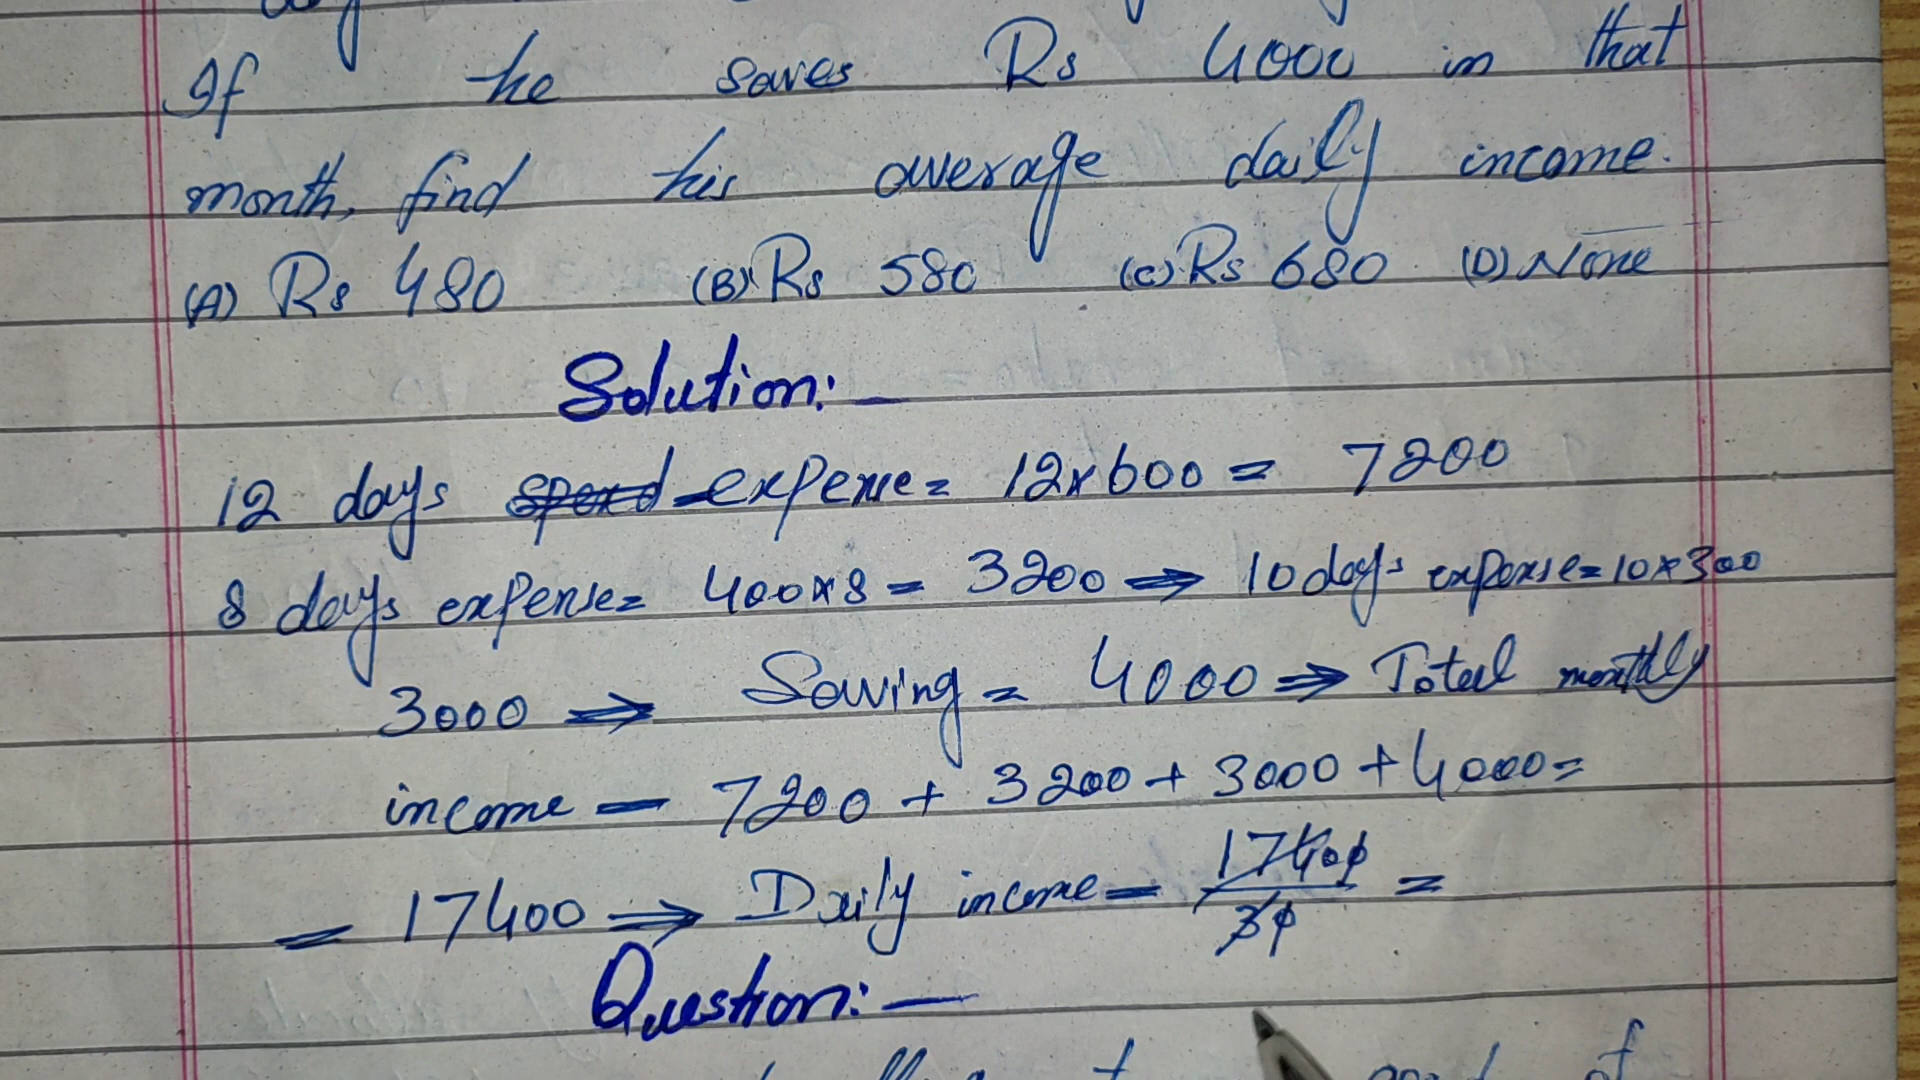 If he saves Rs 4000 in that
month, find his average daily income.
(A) Rs 480 (B) Rs 580 (C) Rs 680 (D) None
Solution:-
12 days spend expense = 12×600 = 7200
8 days expense = 400×8 = 3200 ⇒ 10 days expense = 10×300
3000 ⇒ Saving = 4000 ⇒ Total monthly
income — 7200 + 3200 + 3000 + 4000 =
= 17400 ⇒ Daily income = 17400/30 =
Question:-
of